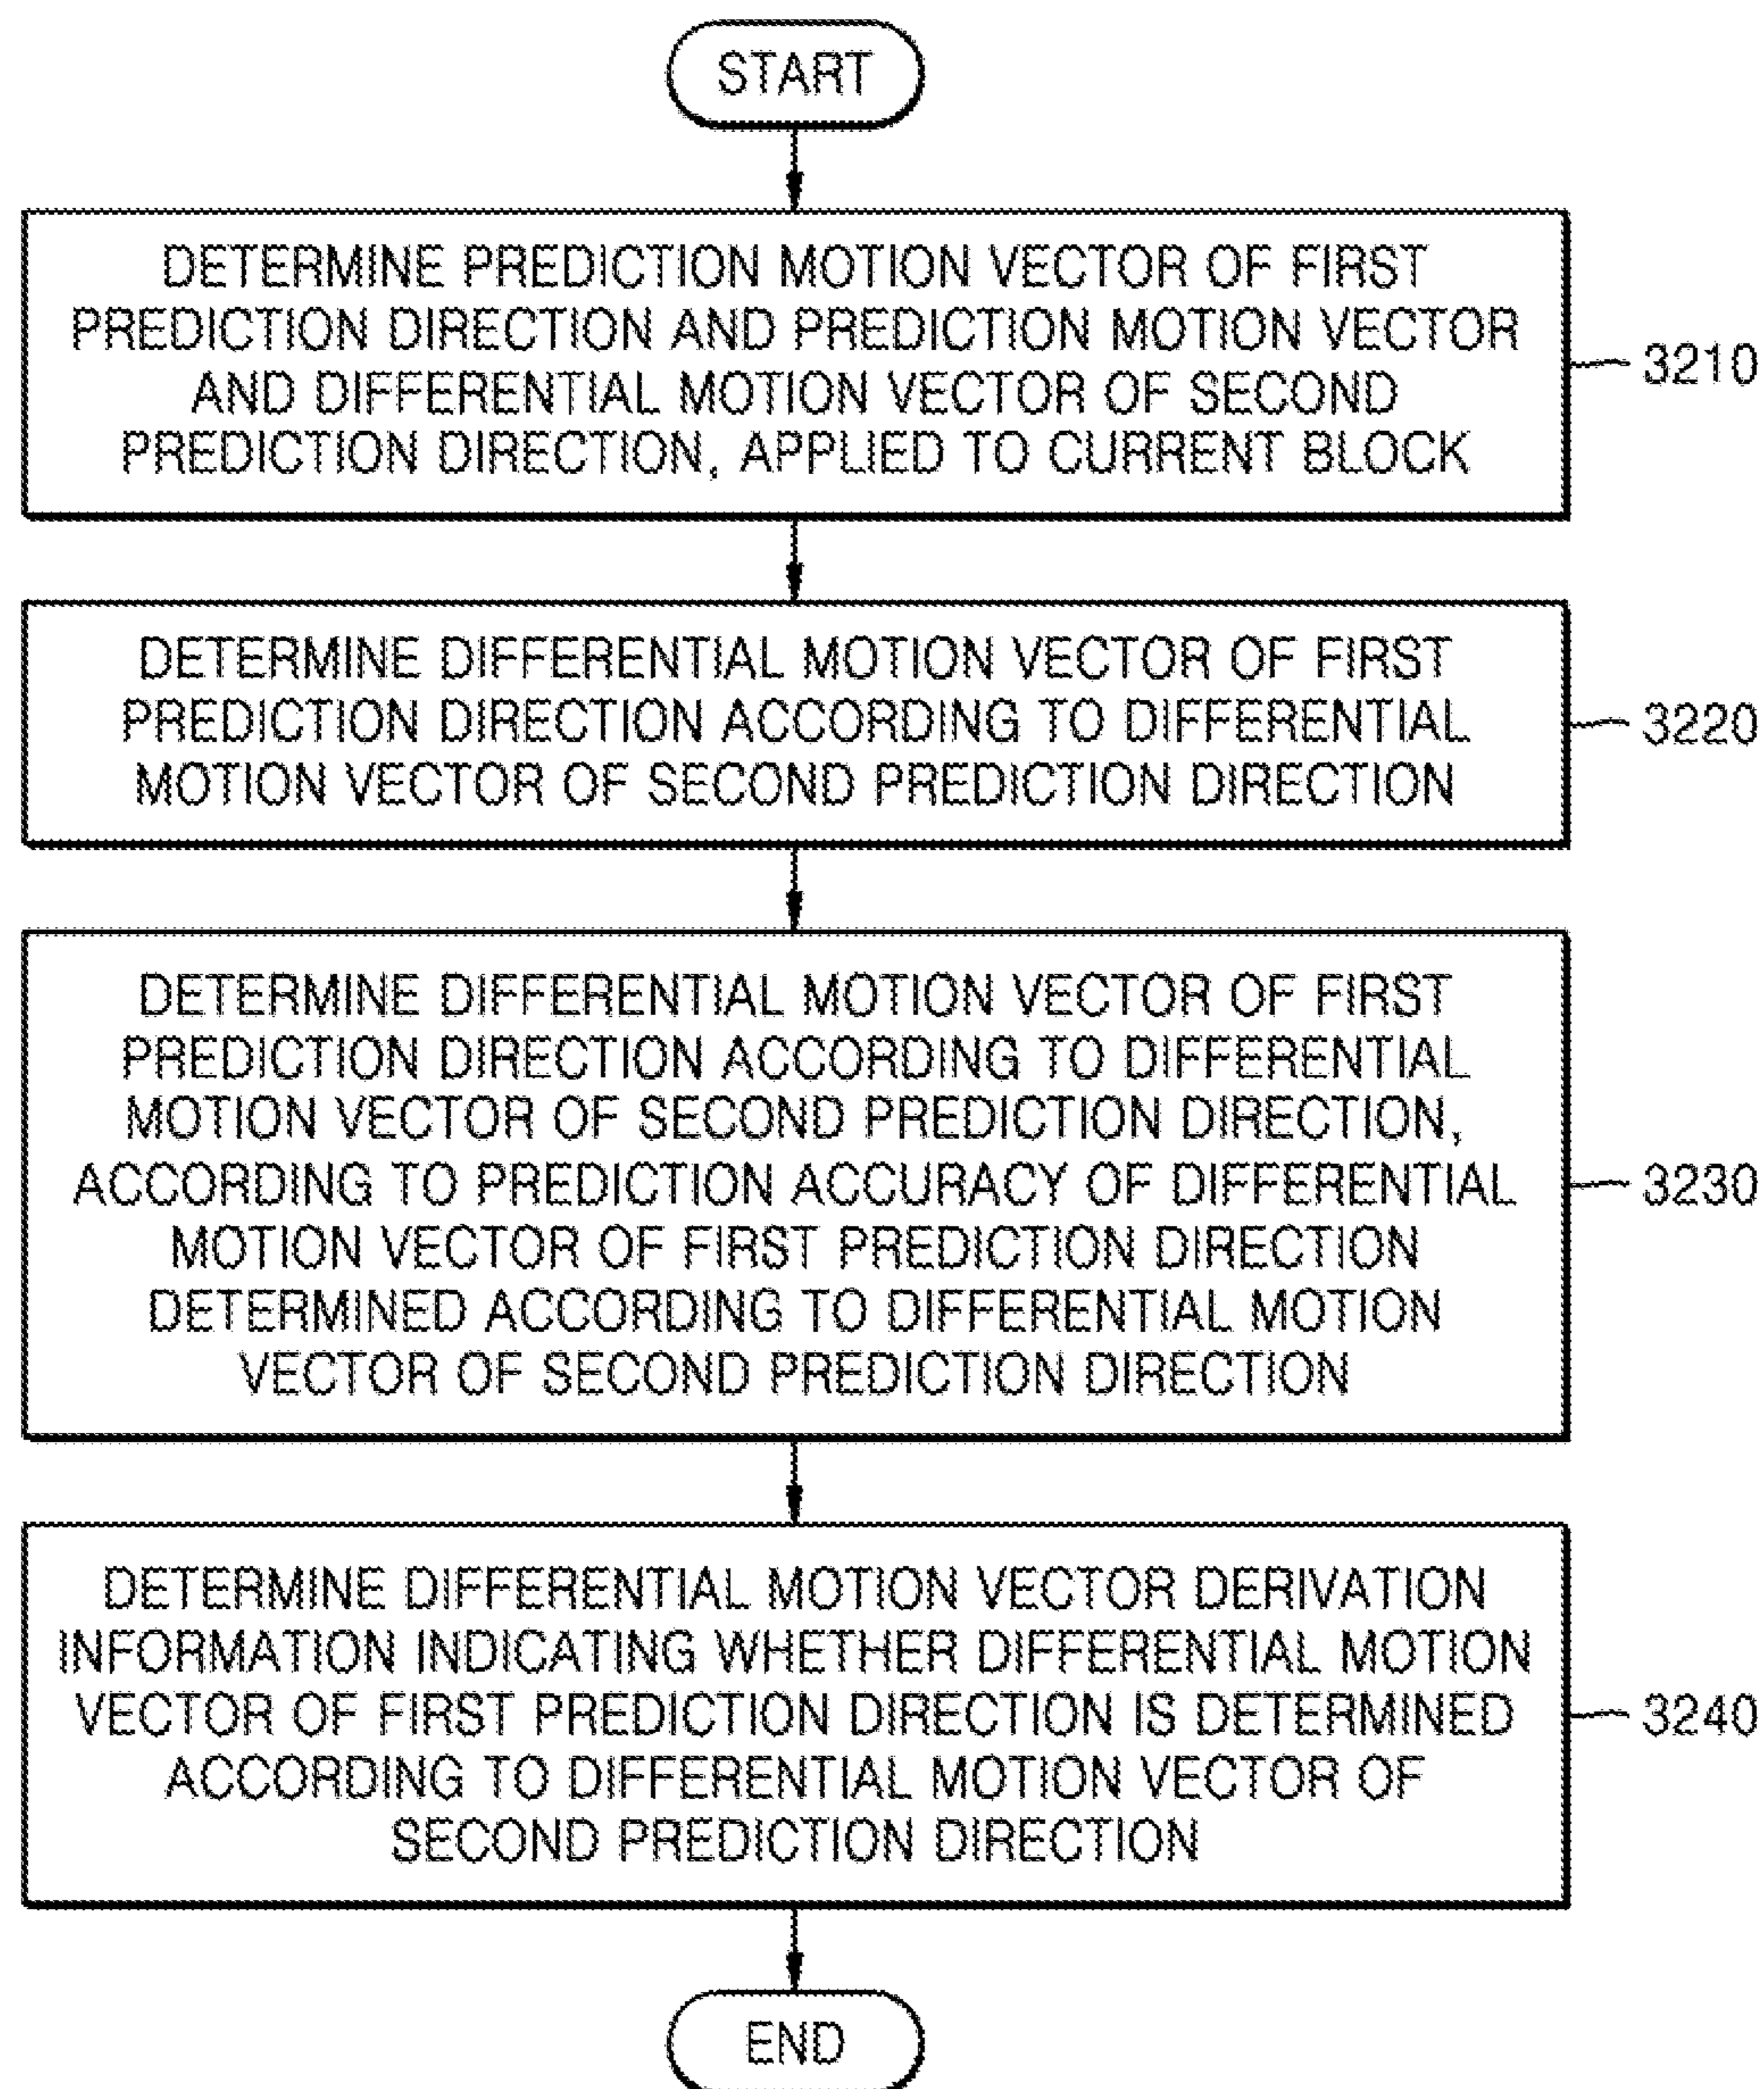 START
DETERMINE PREDICTION MOTION VECTOR OF FIRST
PREDICTION DIRECTION AND PREDICTION MOTION VECTOR
AND DIFFERENTIAL MOTION VECTOR OF SECOND
PREDICTION DIRECTION, APPLIED TO CURRENT BLOCK
3210
DETERMINE DIFFERENTIAL MOTION VECTOR OF FIRST
PREDICTION DIRECTION ACCORDING TO DIFFERENTIAL
MOTION VECTOR OF SECOND PREDICTION DIRECTION
3220
DETERMINE DIFFERENTIAL MOTION VECTOR OF FIRST
PREDICTION DIRECTION ACCORDING TO DIFFERENTIAL
MOTION VECTOR OF SECOND PREDICTION DIRECTION,
ACCORDING TO PREDICTION ACCURACY OF DIFFERENTIAL
MOTION VECTOR OF FIRST PREDICTION DIRECTION
DETERMINED ACCORDING TO DIFFERENTIAL MOTION
VECTOR OF SECOND PREDICTION DIRECTION
3230
DETERMINE DIFFERENTIAL MOTION VECTOR DERIVATION
INFORMATION INDICATING WHETHER DIFFERENTIAL MOTION
VECTOR OF FIRST PREDICTION DIRECTION IS DETERMINED
ACCORDING TO DIFFERENTIAL MOTION VECTOR OF
SECOND PREDICTION DIRECTION
3240
END